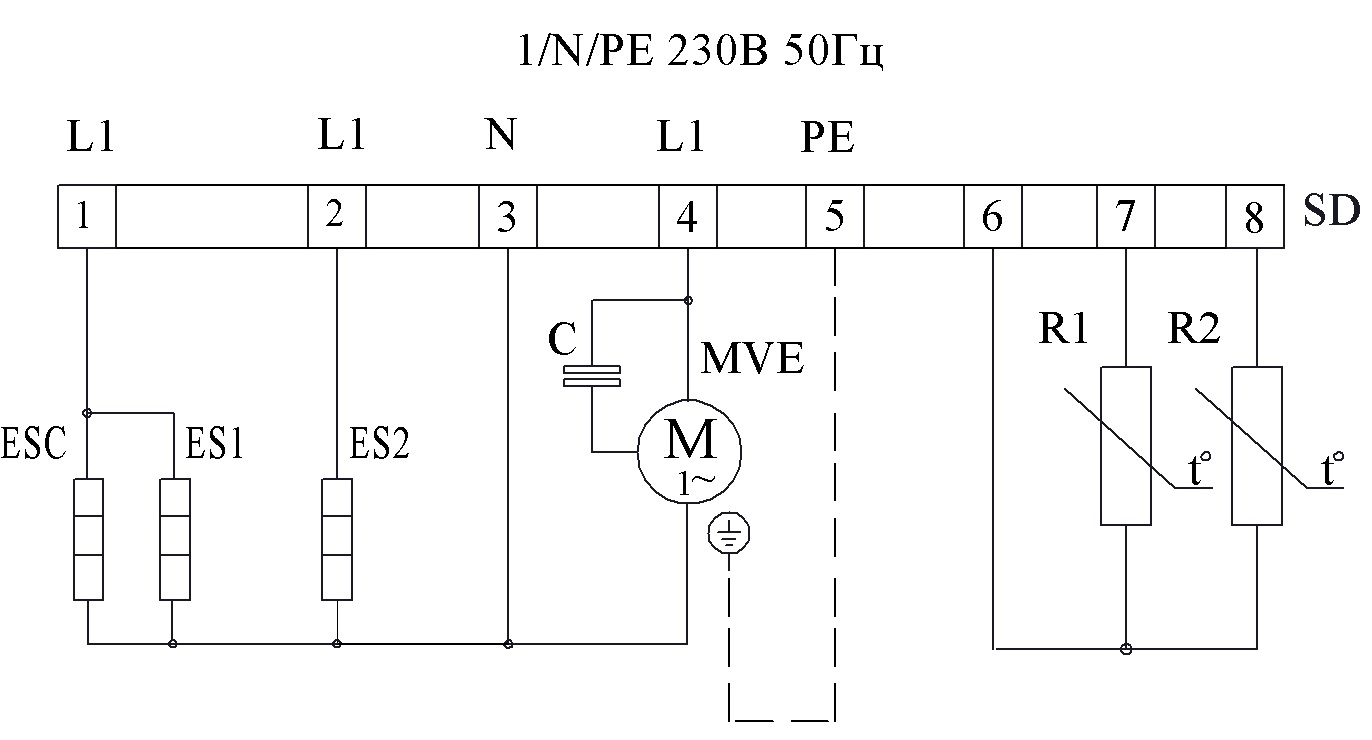 1/N/PE 230В 50Гц
L1 L1 N L1 PE
1 2 3 4 5 6 7 8 SD
C MVE R1 R2
ESC ES1 ES2 M t° t°
1~